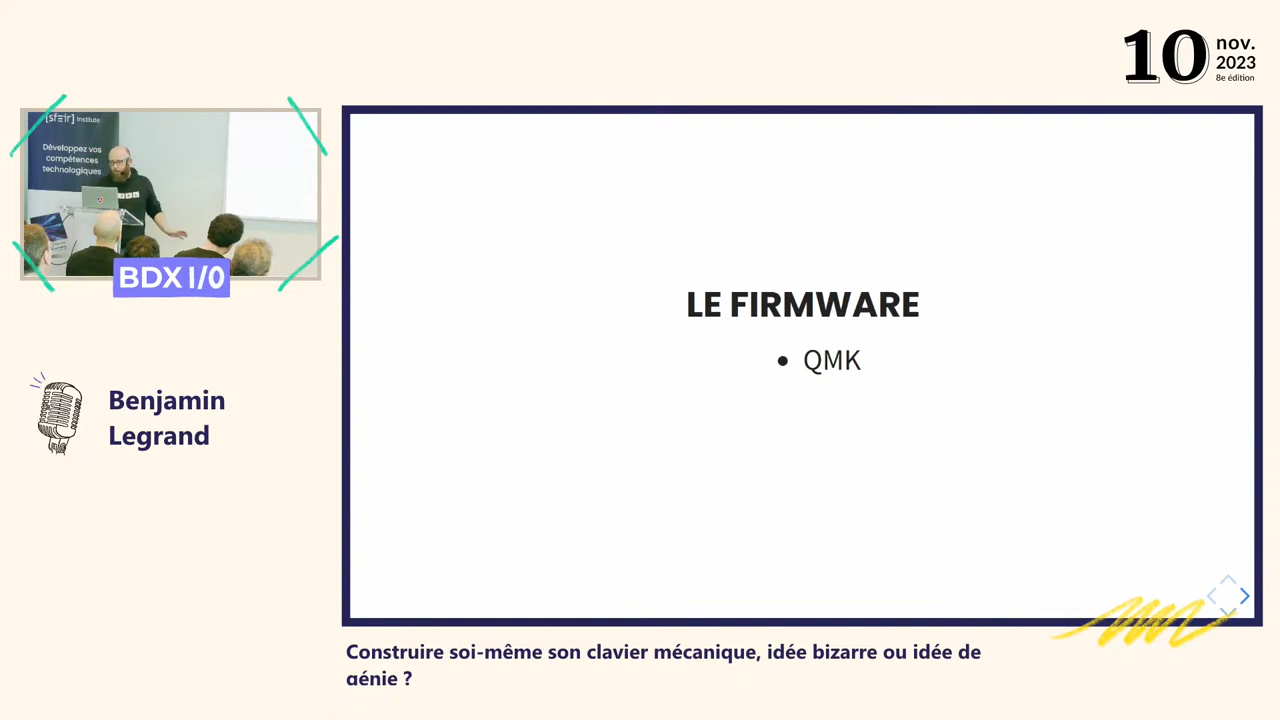 10 nov.
2023
8e édition
[sfeir] Institute
Développez vos
compétences
technologiques
BDX I/O
LE FIRMWARE
• QMK
Benjamin
Legrand
Construire soi-même son clavier mécanique, idée bizarre ou idée de
génie ?